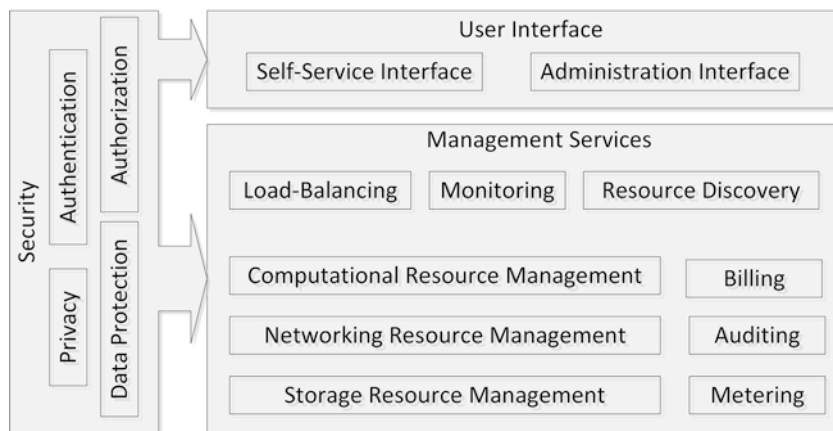 Security
Authentication
Authorization
Privacy
Data Protection
User Interface
Self-Service Interface
Administration Interface
Management Services
Load-Balancing
Monitoring
Resource Discovery
Computational Resource Management
Billing
Networking Resource Management
Auditing
Storage Resource Management
Metering